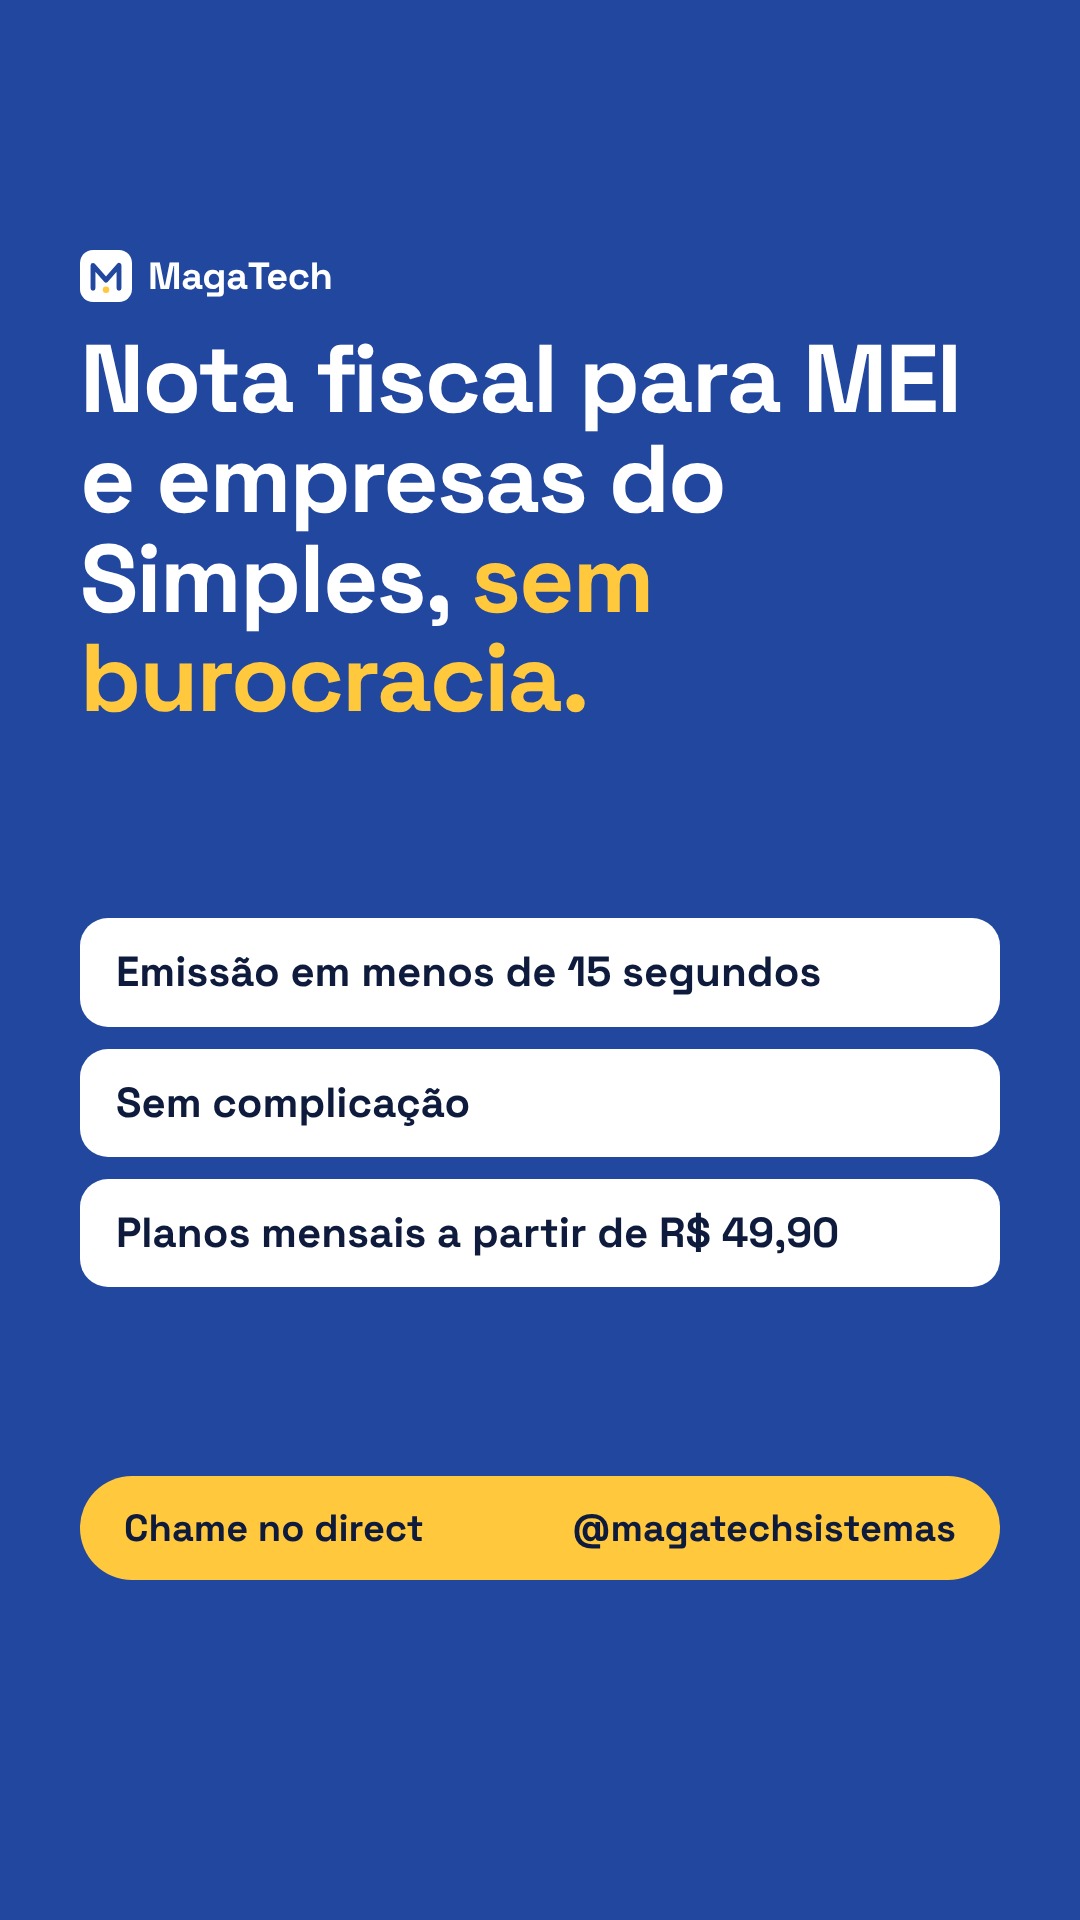 MagaTech
Nota fiscal para MEI
e empresas do
Simples, sem
burocracia.
Emissão em menos de 15 segundos
Sem complicação
Planos mensais a partir de R$ 49,90
Chame no direct @magatechsistemas